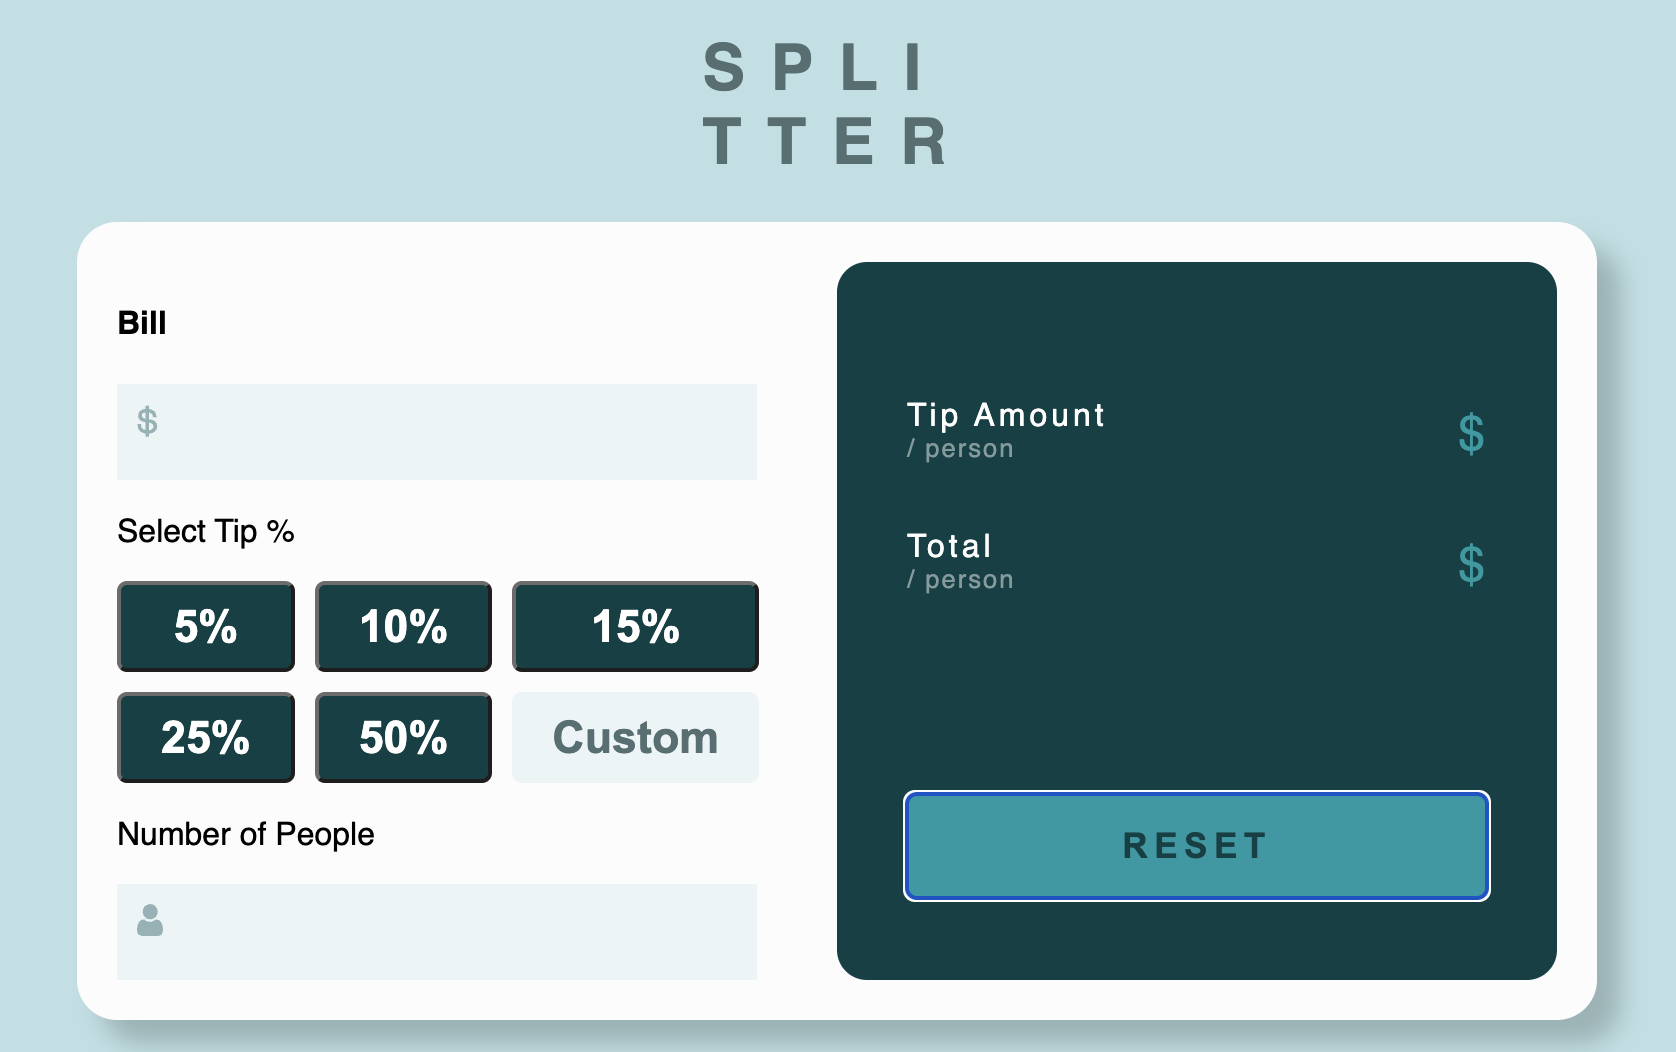 SPLI
TTER
Bill
$
Select Tip %
5% 10% 15%
25% 50% Custom
Number of People
Tip Amount
/ person
$
Total
/ person
$
RESET